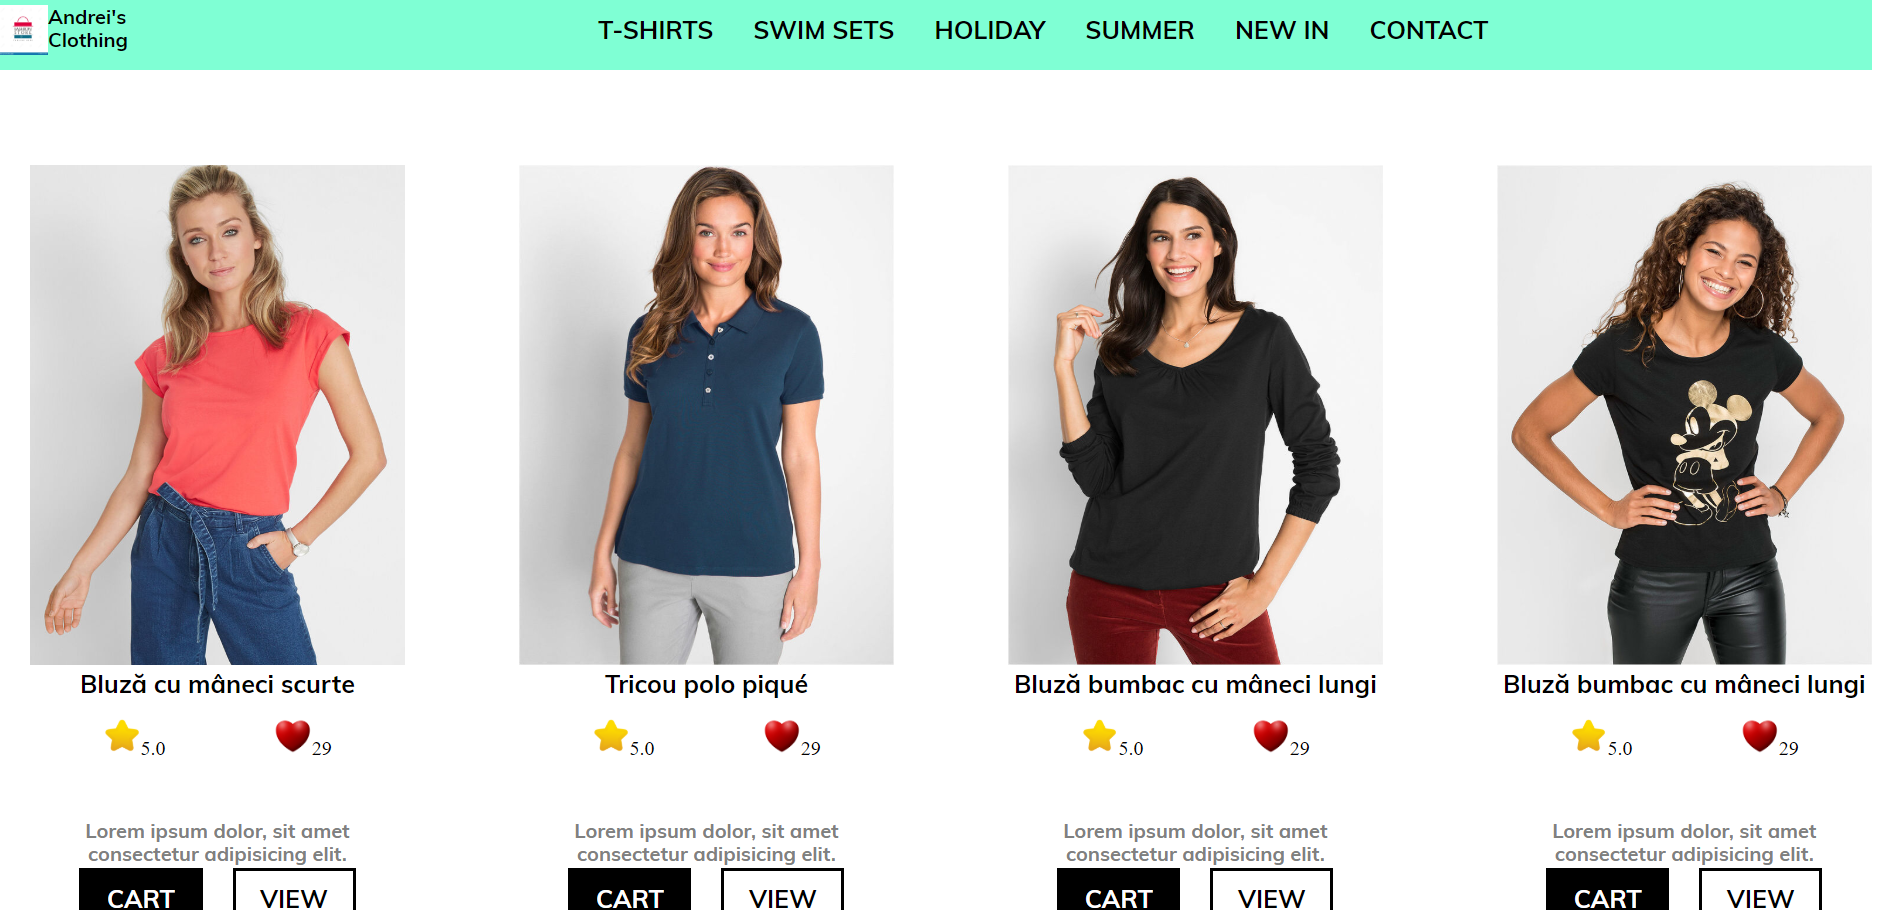 Andrei's
Clothing
T-SHIRTS SWIM SETS HOLIDAY SUMMER NEW IN CONTACT
Bluză cu mâneci scurte
5.0 29
Lorem ipsum dolor, sit amet
consectetur adipisicing elit.
CART VIEW
Tricou polo piqué
5.0 29
Lorem ipsum dolor, sit amet
consectetur adipisicing elit.
CART VIEW
Bluză bumbac cu mâneci lungi
5.0 29
Lorem ipsum dolor, sit amet
consectetur adipisicing elit.
CART VIEW
Bluză bumbac cu mâneci lungi
5.0 29
Lorem ipsum dolor, sit amet
consectetur adipisicing elit.
CART VIEW